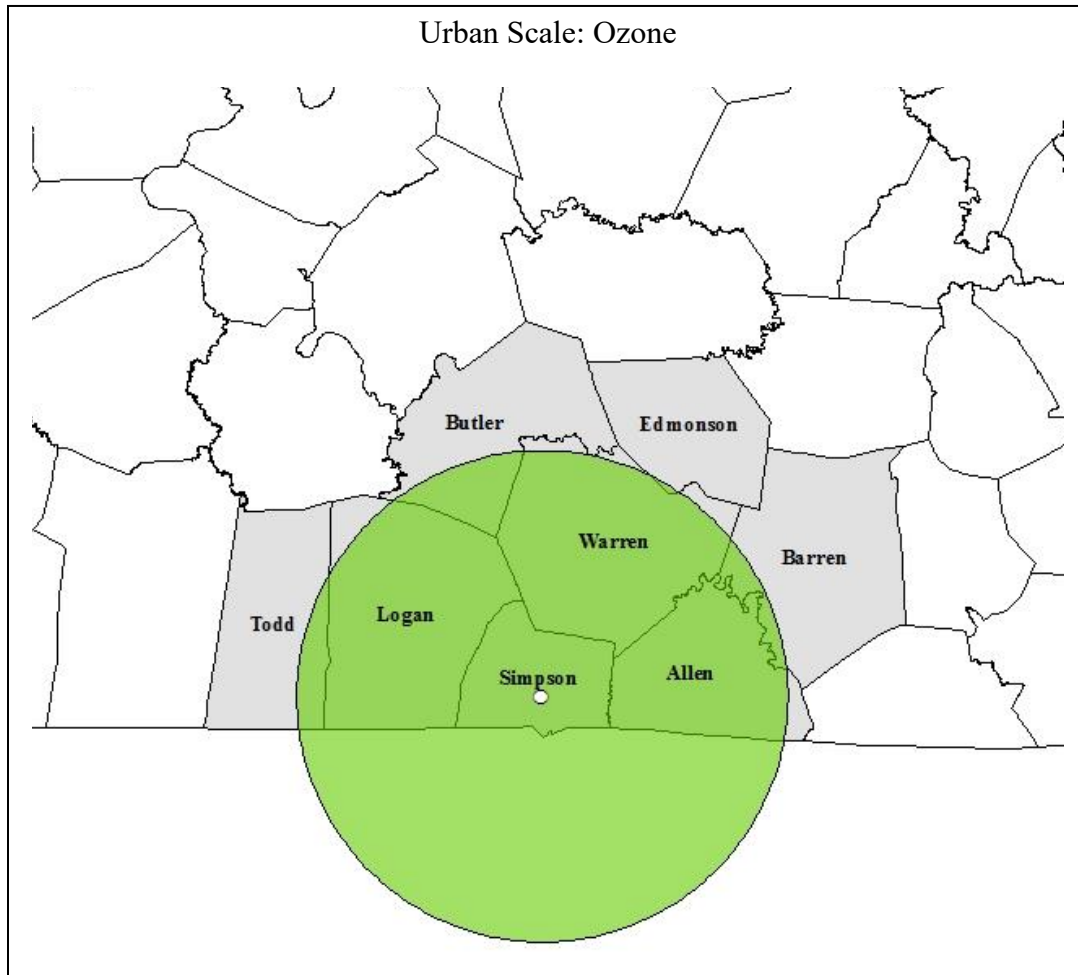 Urban Scale: Ozone
Butler
Edmonson
Warren
Barren
Logan
Todd
Simpson
Allen